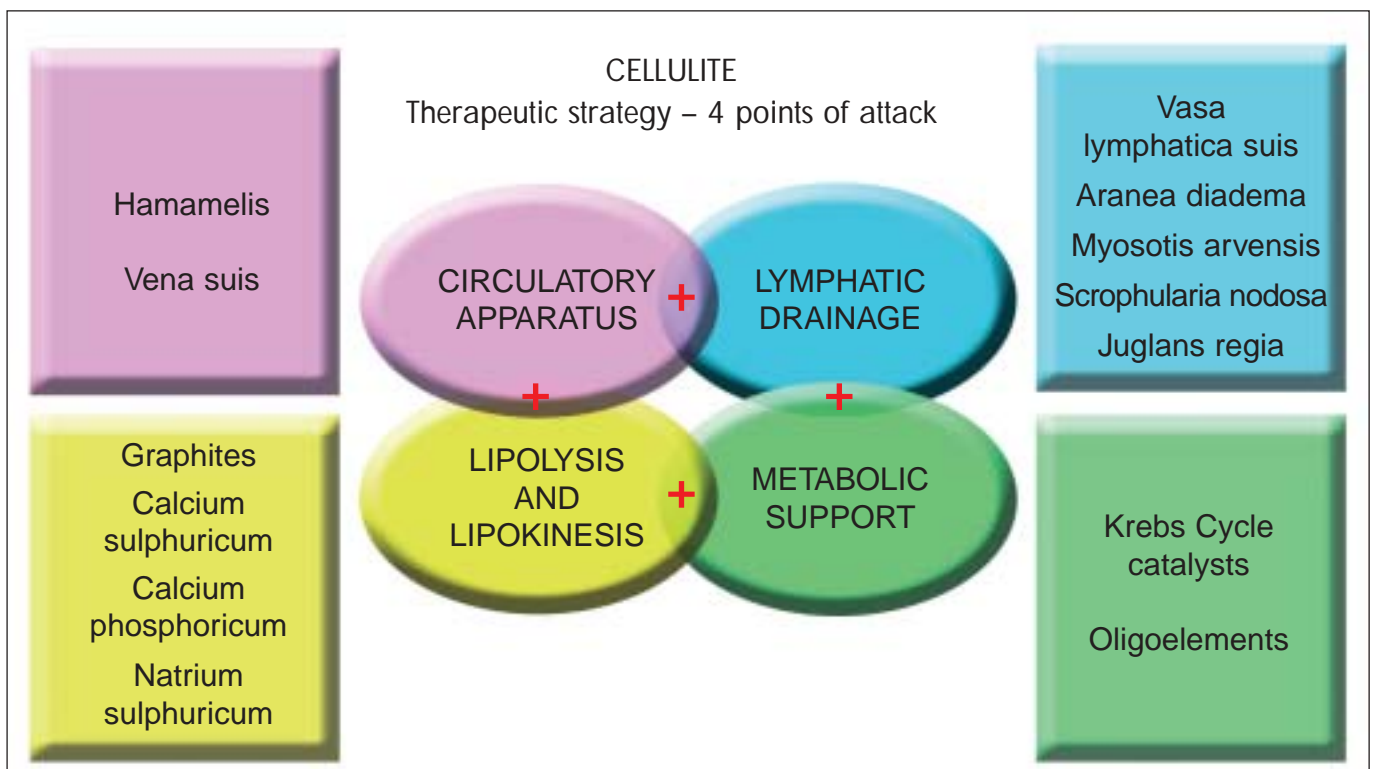 CELLULITE
Therapeutic strategy – 4 points of attack
Hamamelis
Vena suis
Vasa
lymphatica suis
Aranea diadema
Myosotis arvensis
Scrophularia nodosa
Juglans regia
CIRCULATORY
APPARATUS
+
LYMPHATIC
DRAINAGE
+
+
LIPOLYSIS
AND
LIPOKINESIS
+
METABOLIC
SUPPORT
Graphites
Calcium
sulphuricum
Calcium
phosphoricum
Natrium
sulphuricum
Krebs Cycle
catalysts
Oligoelements